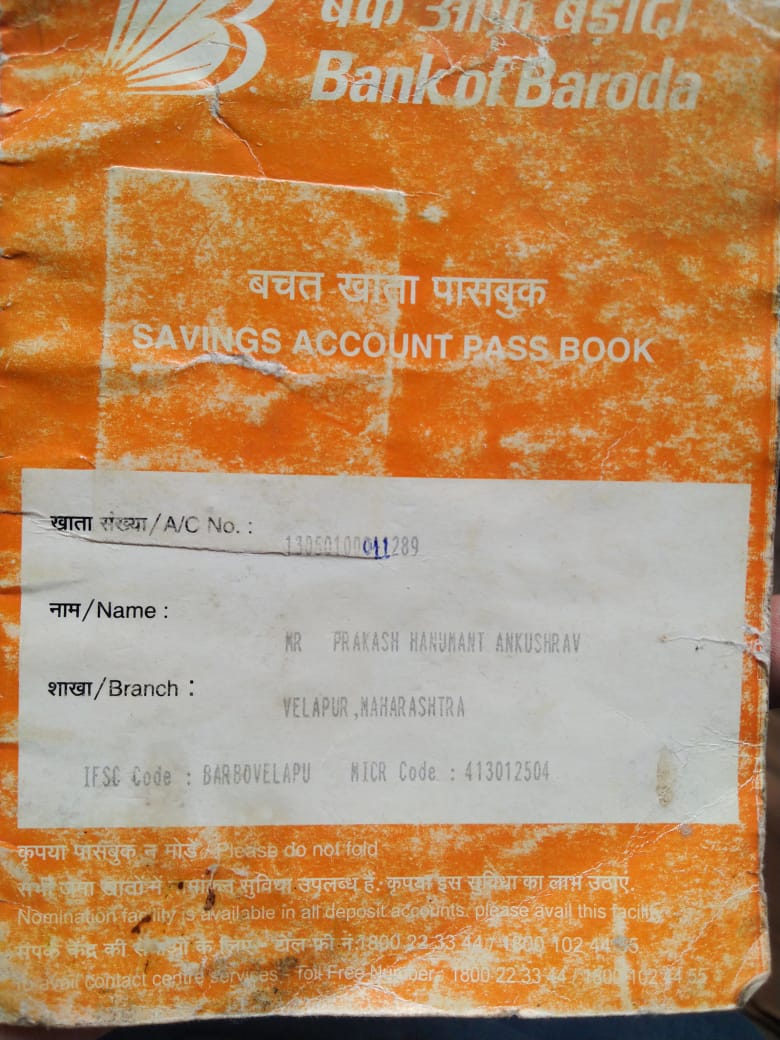 बैंक ऑफ़ बड़ौदा
Bank of Baroda
बचत खाता पासबुक
SAVINGS ACCOUNT PASS BOOK
खाता संख्या/A/C No. :
13050100011289
नाम/Name :
MR PRAKASH HANUMANT ANKUSHRAV
शाखा/Branch :
VELAPUR,MAHARASHTRA
IFSC Code : BARB0VELAPU MICR Code : 413012504
कृपया पासबुक न मोड़ें / Please do not fold
सभी जमा खातों में सुविधा उपलब्ध है. कृपया इस सुविधा का लाभ उठाएं.
Nomination facility is available in all deposit accounts. please avail this facility
संपर्क केंद्र की के लिए - टोल फ्री नं 1800 22 33 44 / 1800 102 44 55
To avail contact centre services - Toll Free Number - 1800 22 33 44 / 1800 102 44 55